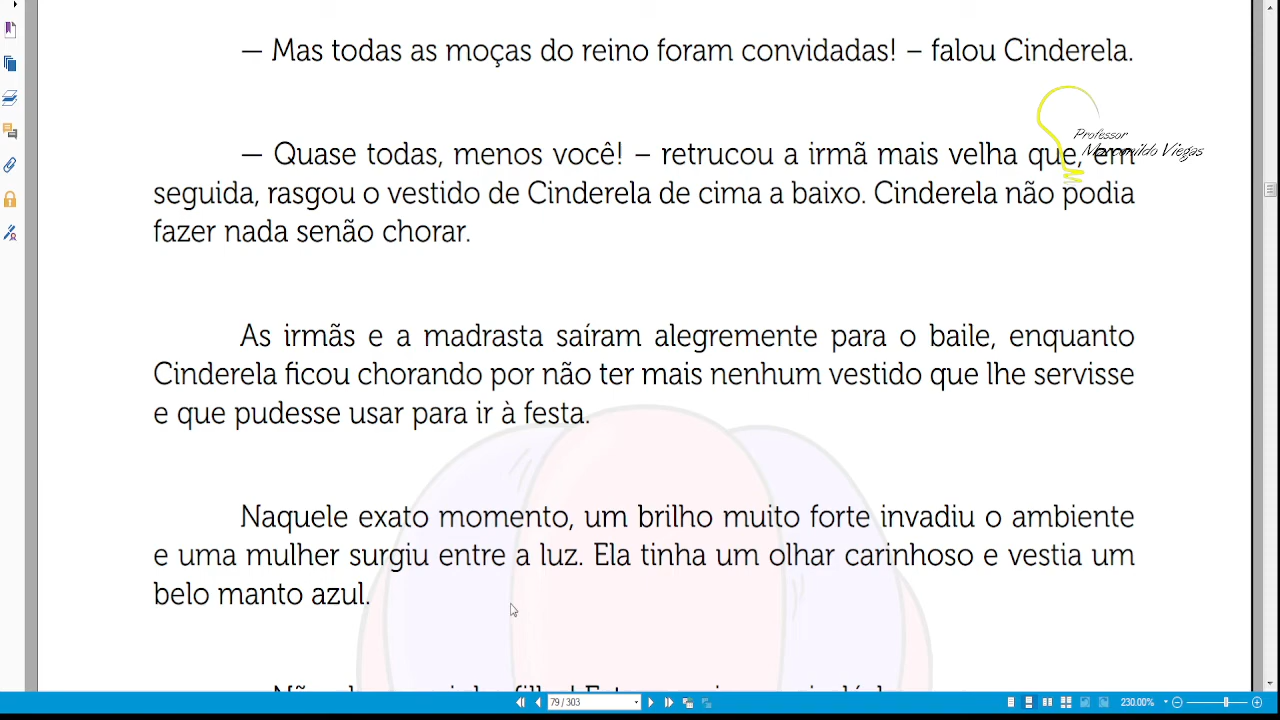 — Mas todas as moças do reino foram convidadas! – falou Cinderela.
Professor
Marconildo Viegas
— Quase todas, menos você! – retrucou a irmã mais velha que, em
seguida, rasgou o vestido de Cinderela de cima a baixo. Cinderela não podia
fazer nada senão chorar.
As irmãs e a madrasta saíram alegremente para o baile, enquanto
Cinderela ficou chorando por não ter mais nenhum vestido que lhe servisse
e que pudesse usar para ir à festa.
Naquele exato momento, um brilho muito forte invadiu o ambiente
e uma mulher surgiu entre a luz. Ela tinha um olhar carinhoso e vestia um
belo manto azul.
79 / 303
230.00%